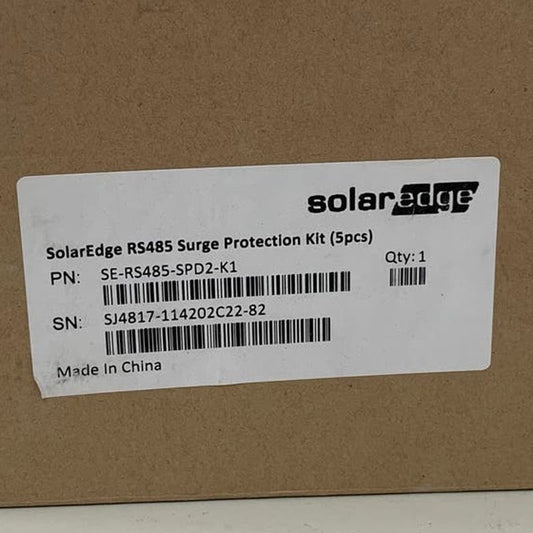 solaredge
SolarEdge RS485 Surge Protection Kit (5pcs)
PN: SE-RS485-SPD2-K1 Qty: 1
SN: SJ4817-114202C22-82
Made In China